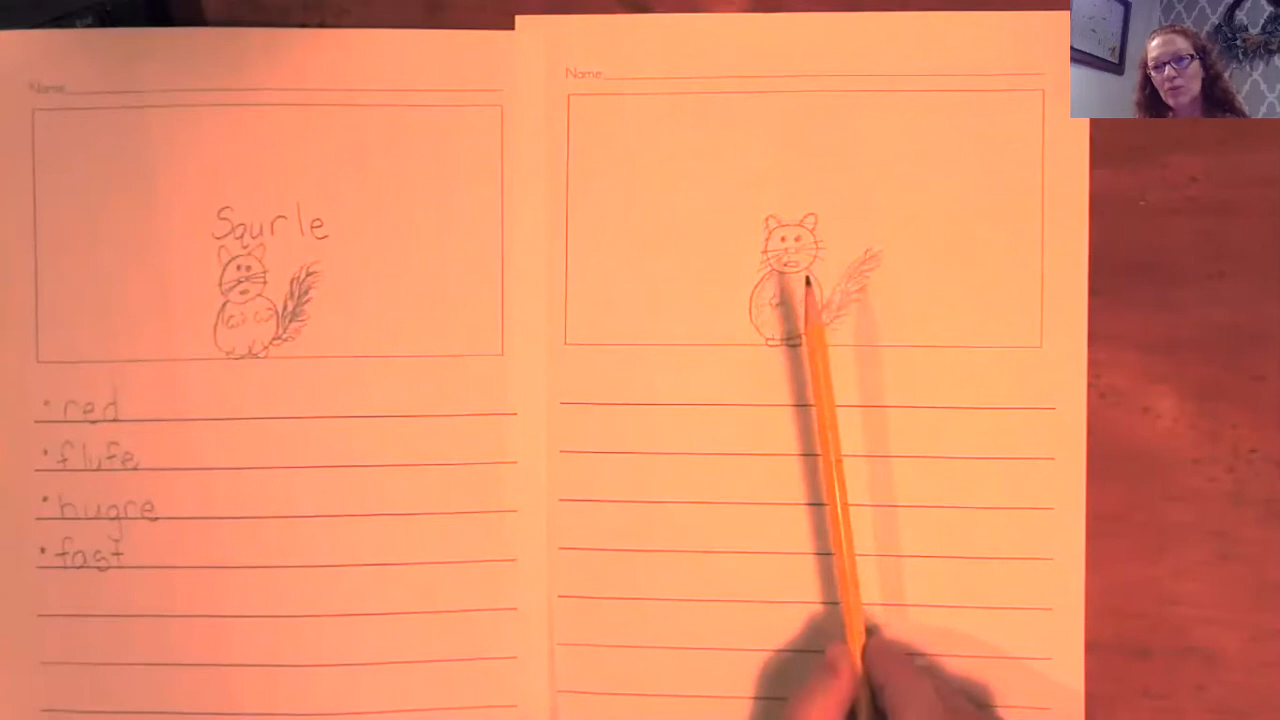 Name
Squrle
• red
• flufe
• hugre
• fast
Name